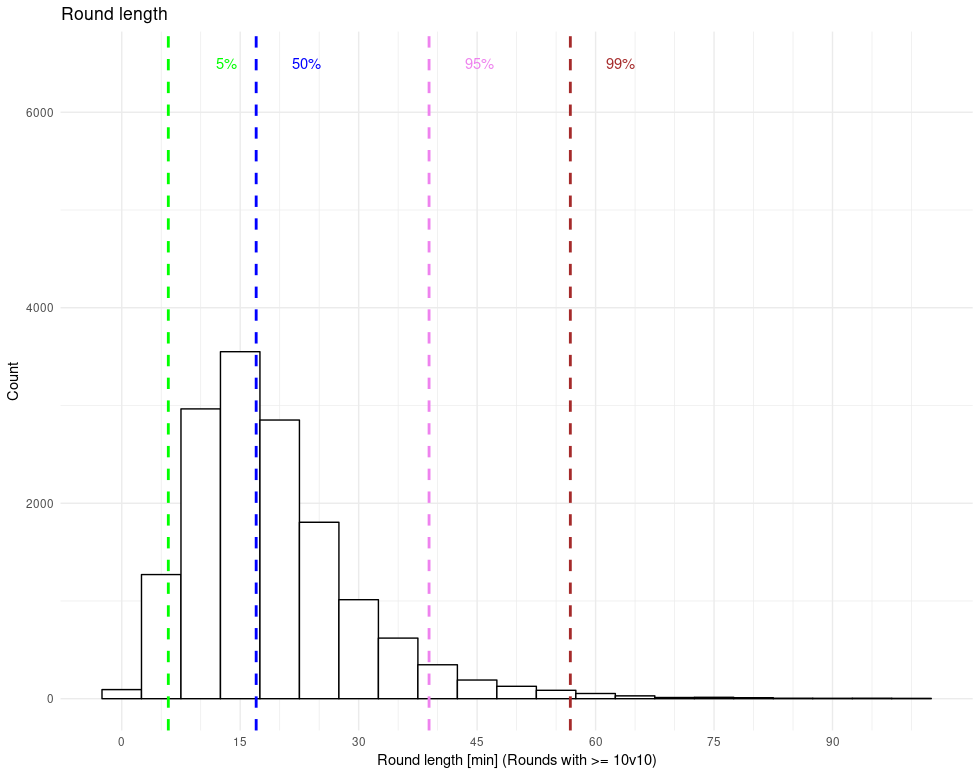 Round length
5% 50% 95% 99%
6000
4000
2000
0
Count
0 15 30 45 60 75 90
Round length [min] (Rounds with >= 10v10)